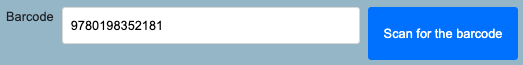 Barcode
9780198352181
Scan for the barcode